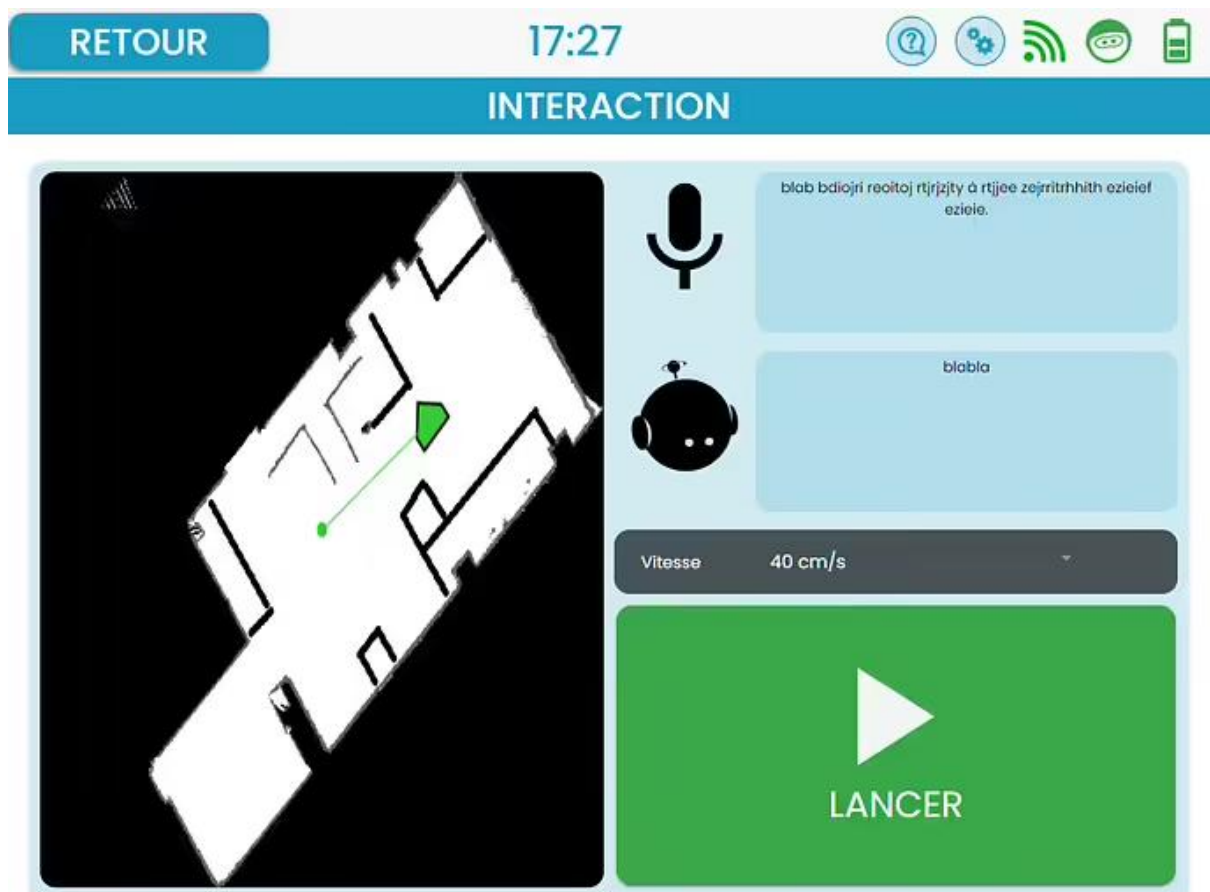 RETOUR
17:27
INTERACTION
blab bdiojri reoitoj rtjrjzjty à rtjjee zejrritrhhith ezieief
ezieie.
blabla
Vitesse
40 cm/s
LANCER